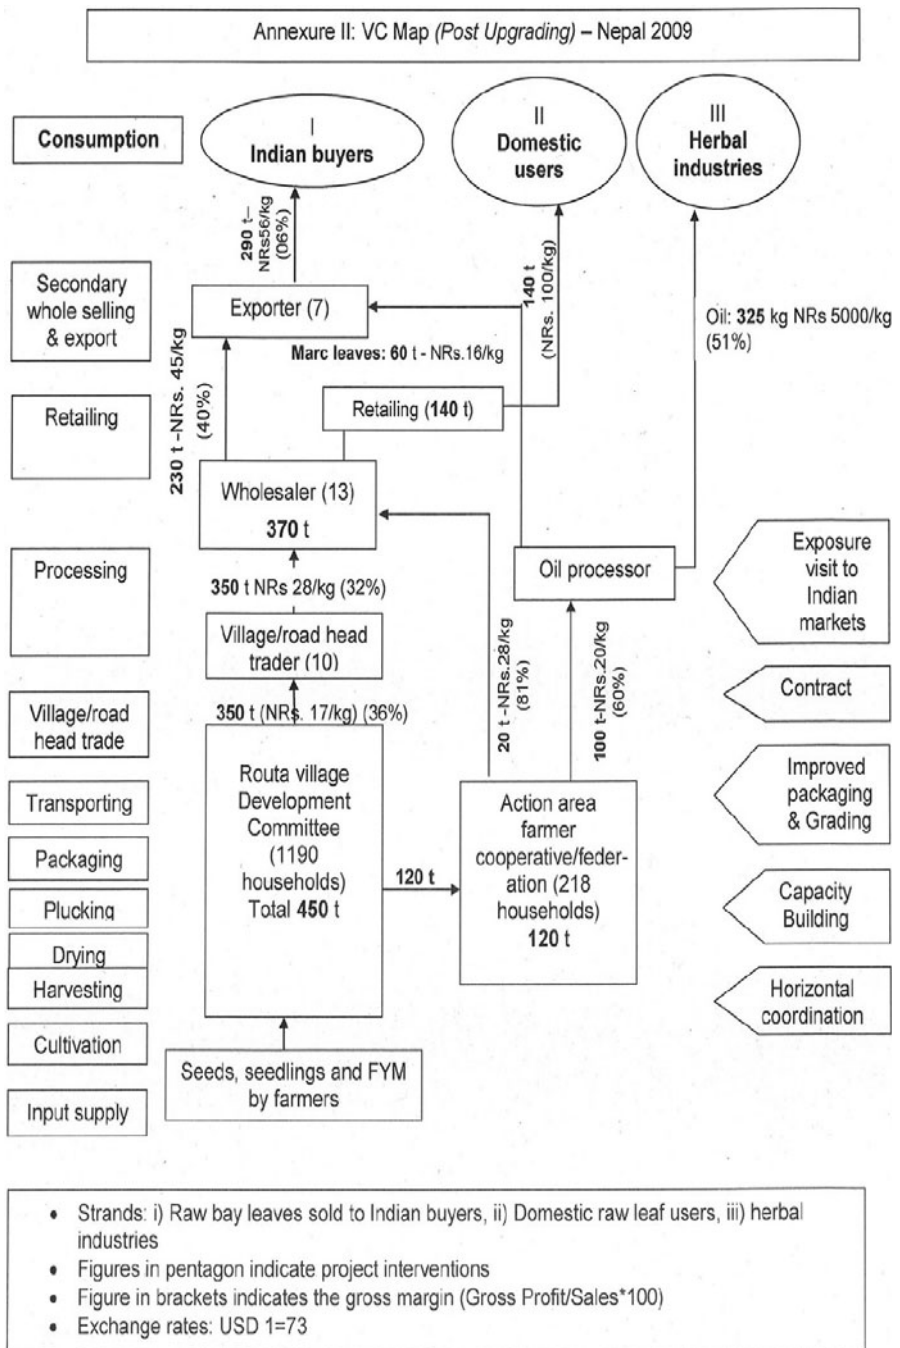 Annexure II: VC Map (Post Upgrading) – Nepal 2009
Consumption
I
Indian buyers
II
Domestic
users
III
Herbal
industries
290 t—
NRs56/kg
(06%)
140 t
(NRs. 100/kg)
Secondary
whole selling
& export
Exporter (7)
Oil: 325 kg NRs 5000/kg
(51%)
Marc leaves: 60 t - NRs.16/kg
230 t -NRs. 45/kg
(40%)
Retailing
Retailing (140 t)
Wholesaler (13)
370 t
Processing
Oil processor
Exposure
visit to
Indian
markets
350 t NRs 28/kg (32%)
Village/road head
trader (10)
20 t -NRs.28/kg
(81%)
100 t-NRs.20/kg
(60%)
Contract
Village/road
head trade
350 t (NRs. 17/kg) (36%)
Routa village
Development
Committee
(1190
households)
Total 450 t
120 t
Action area
farmer
cooperative/feder-
ation (218
households)
120 t
Improved
packaging
& Grading
Transporting
Packaging
Plucking
Capacity
Building
Drying
Harvesting
Horizontal
coordination
Cultivation
Seeds, seedlings and FYM
by farmers
Input supply
• Strands: i) Raw bay leaves sold to Indian buyers, ii) Domestic raw leaf users, iii) herbal
industries
• Figures in pentagon indicate project interventions
• Figure in brackets indicates the gross margin (Gross Profit/Sales*100)
• Exchange rates: USD 1=73